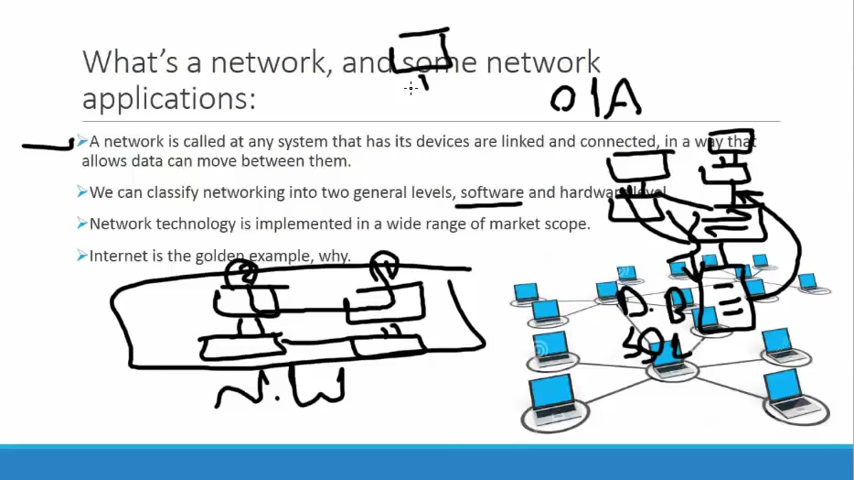 What's a network, and some network
applications:
O I A
A network is called at any system that has its devices are linked and connected, in a way that
allows data can move between them.
We can classify networking into two general levels, software and hardware level
Network technology is implemented in a wide range of market scope.
Internet is the golden example, why.
D.B
SQL
N.W